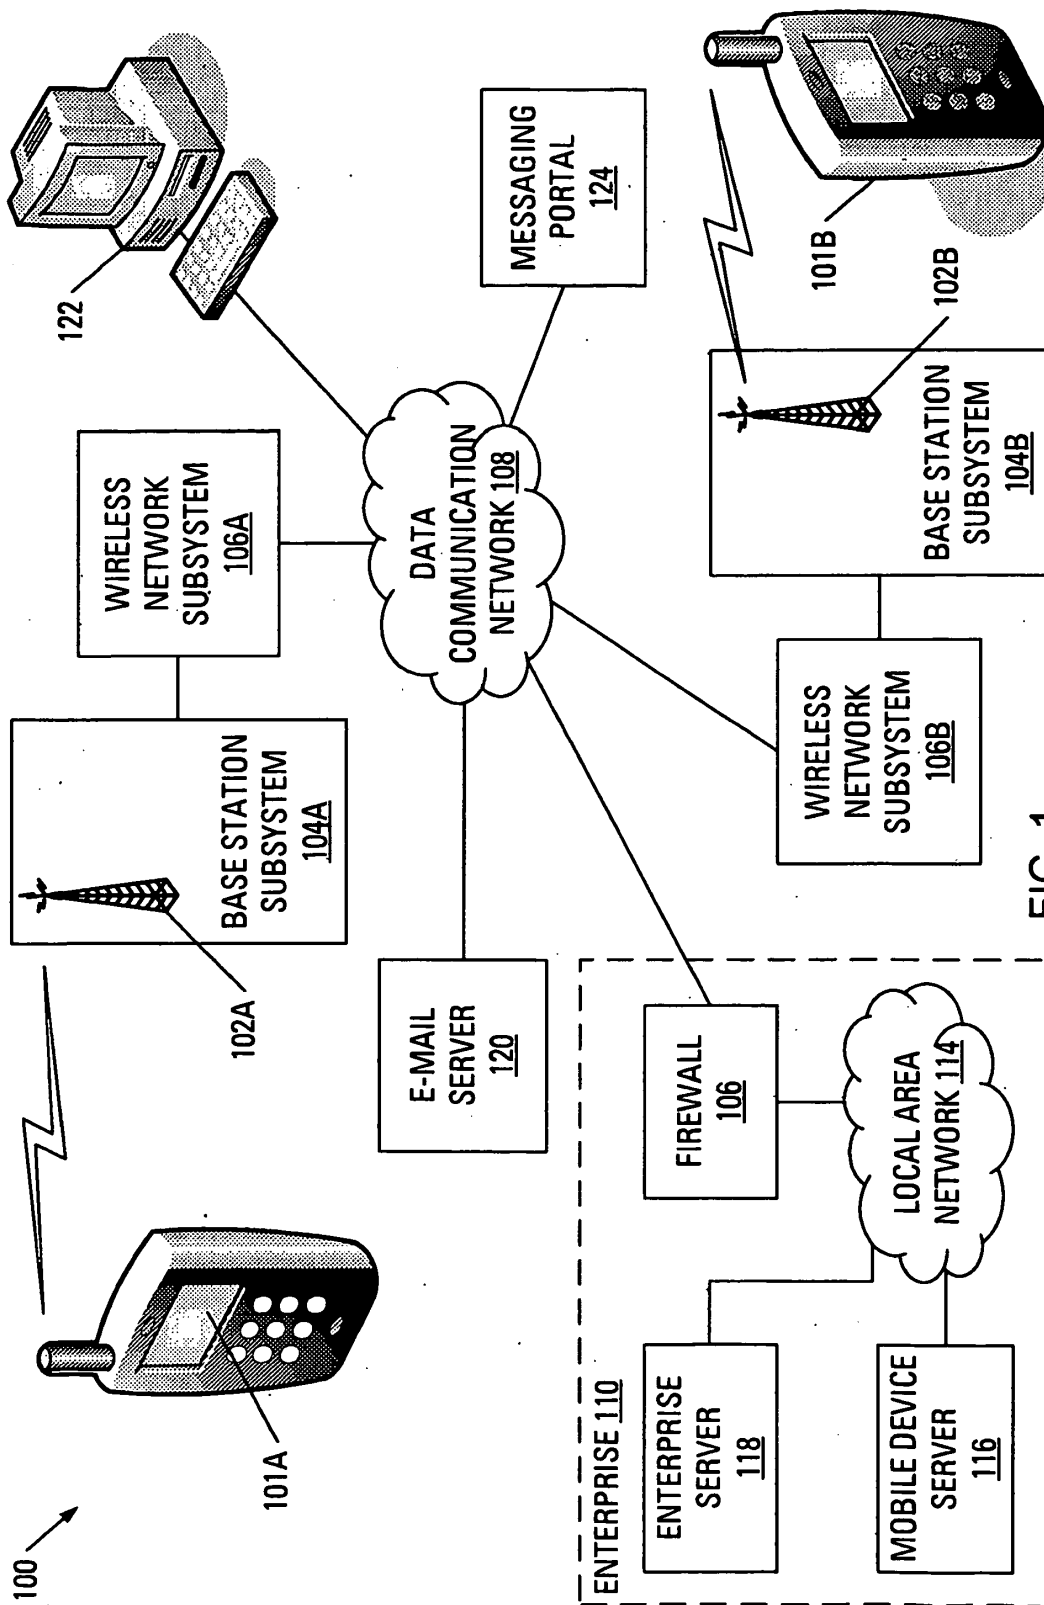 100
101A
102A
BASE STATION
SUBSYSTEM
104A
WIRELESS
NETWORK
SUBSYSTEM
106A
122
E-MAIL
SERVER
120
DATA
COMMUNICATION
NETWORK 108
MESSAGING
PORTAL
124
ENTERPRISE 110
ENTERPRISE
SERVER
118
MOBILE DEVICE
SERVER
116
FIREWALL
106
LOCAL AREA
NETWORK 114
WIRELESS
NETWORK
SUBSYSTEM
106B
BASE STATION
SUBSYSTEM
104B
101B
102B
FIG. 1